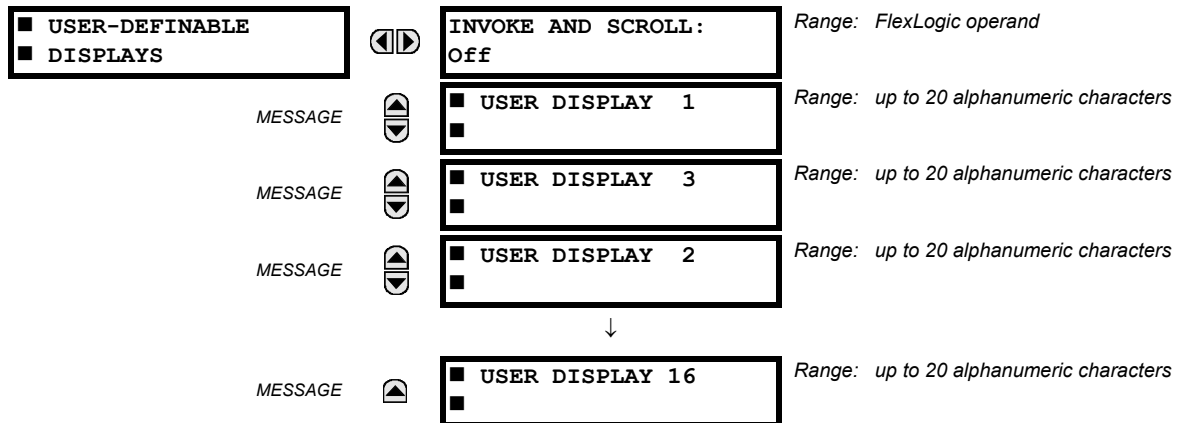 ■ USER-DEFINABLE
■ DISPLAYS
INVOKE AND SCROLL:
Off
Range: FlexLogic operand
MESSAGE
■ USER DISPLAY 1
■
Range: up to 20 alphanumeric characters
MESSAGE
■ USER DISPLAY 3
■
Range: up to 20 alphanumeric characters
MESSAGE
■ USER DISPLAY 2
■
Range: up to 20 alphanumeric characters
↓
MESSAGE
■ USER DISPLAY 16
■
Range: up to 20 alphanumeric characters